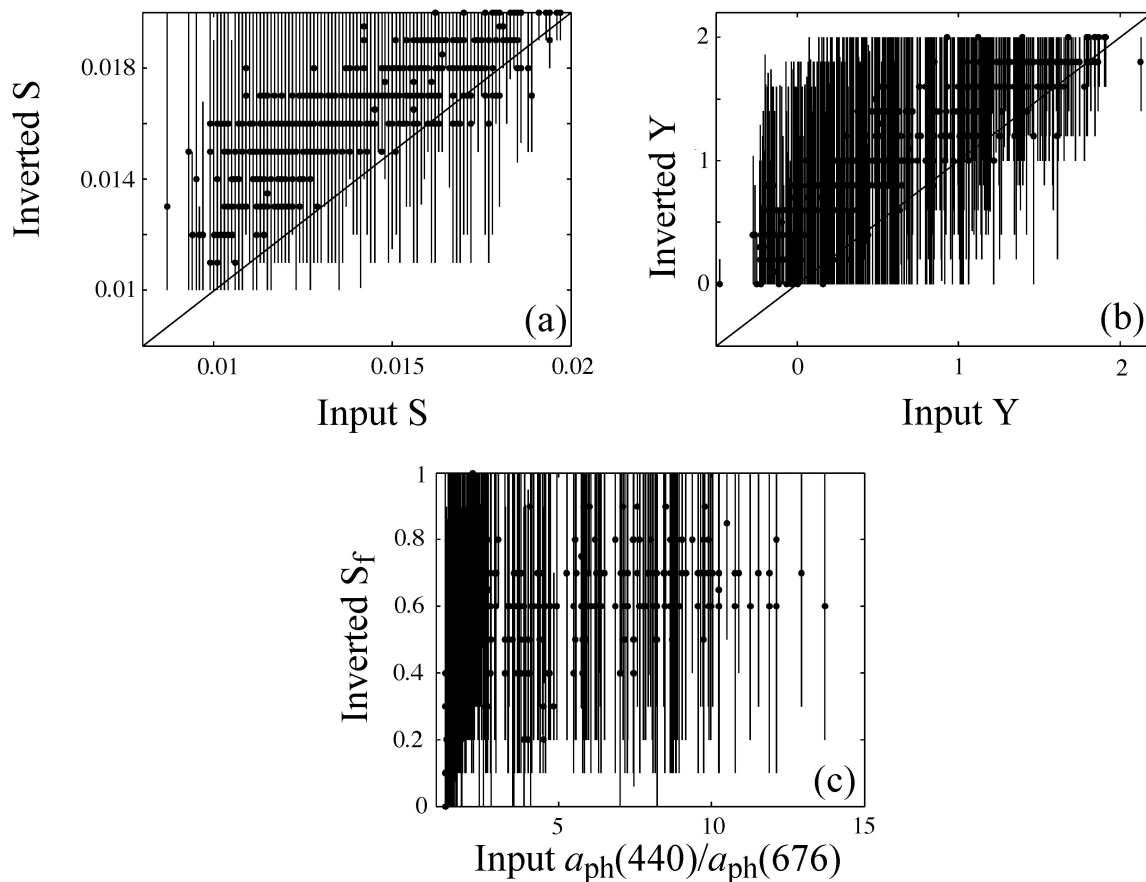 Inverted S
0.018
0.014
0.01
(a)
0.01 0.015 0.02
Input S
Inverted Y
2
1
0
(b)
0 1 2
Input Y
Inverted Sf
1
0.8
0.6
0.4
0.2
0
(c)
5 10 15
Input aph(440)/aph(676)